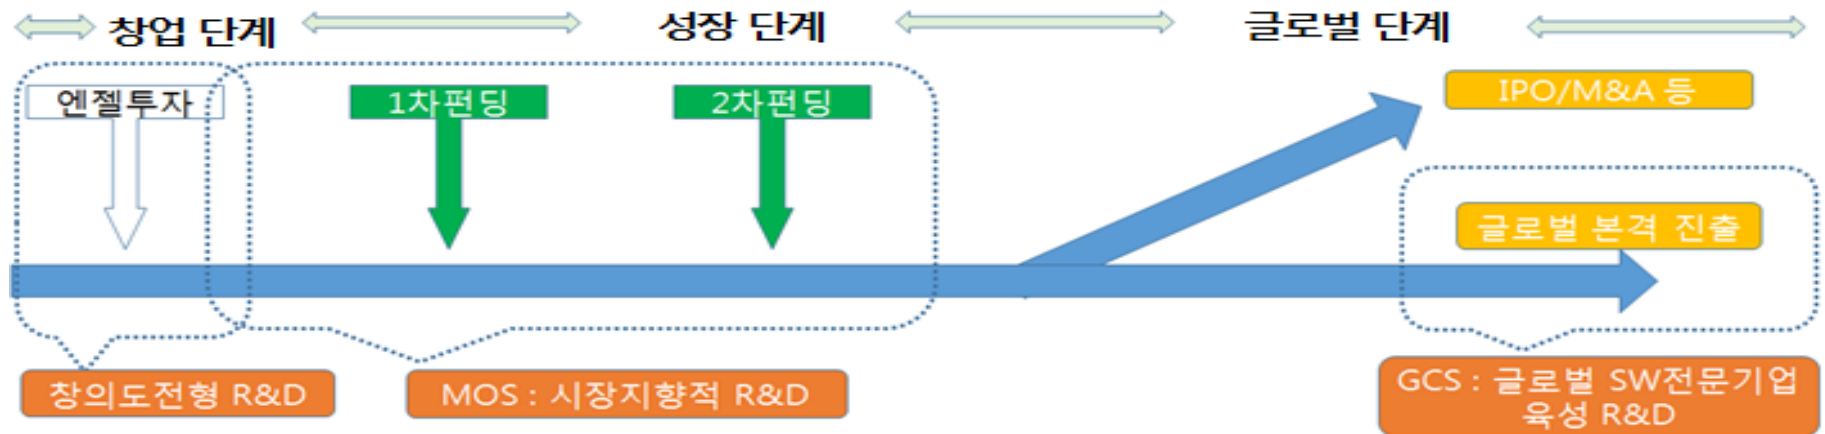 창업 단계
성장 단계
글로벌 단계
엔젤투자
1차펀딩
2차펀딩
IPO/M&A 등
글로벌 본격 진출
창의도전형 R&D
MOS : 시장지향적 R&D
GCS : 글로벌 SW전문기업
육성 R&D